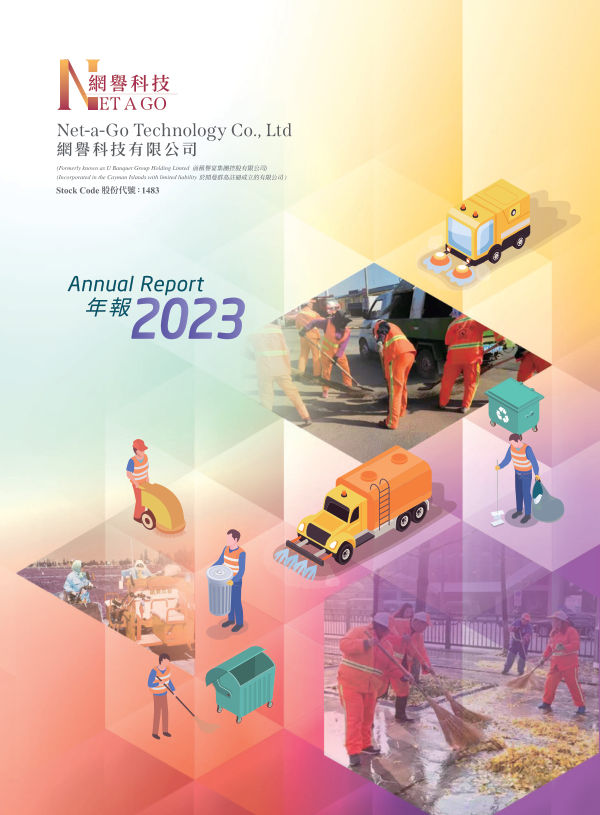 網譽科技
NET A GO
Net-a-Go Technology Co., Ltd
網譽科技有限公司
(Formerly known as U Banquet Group Holding Limited 前稱譽宴集團控股有限公司)
(Incorporated in the Cayman Islands with limited liability 於開曼群島註冊成立的有限公司)
Stock Code 股份代號：1483
Annual Report
年報 2023